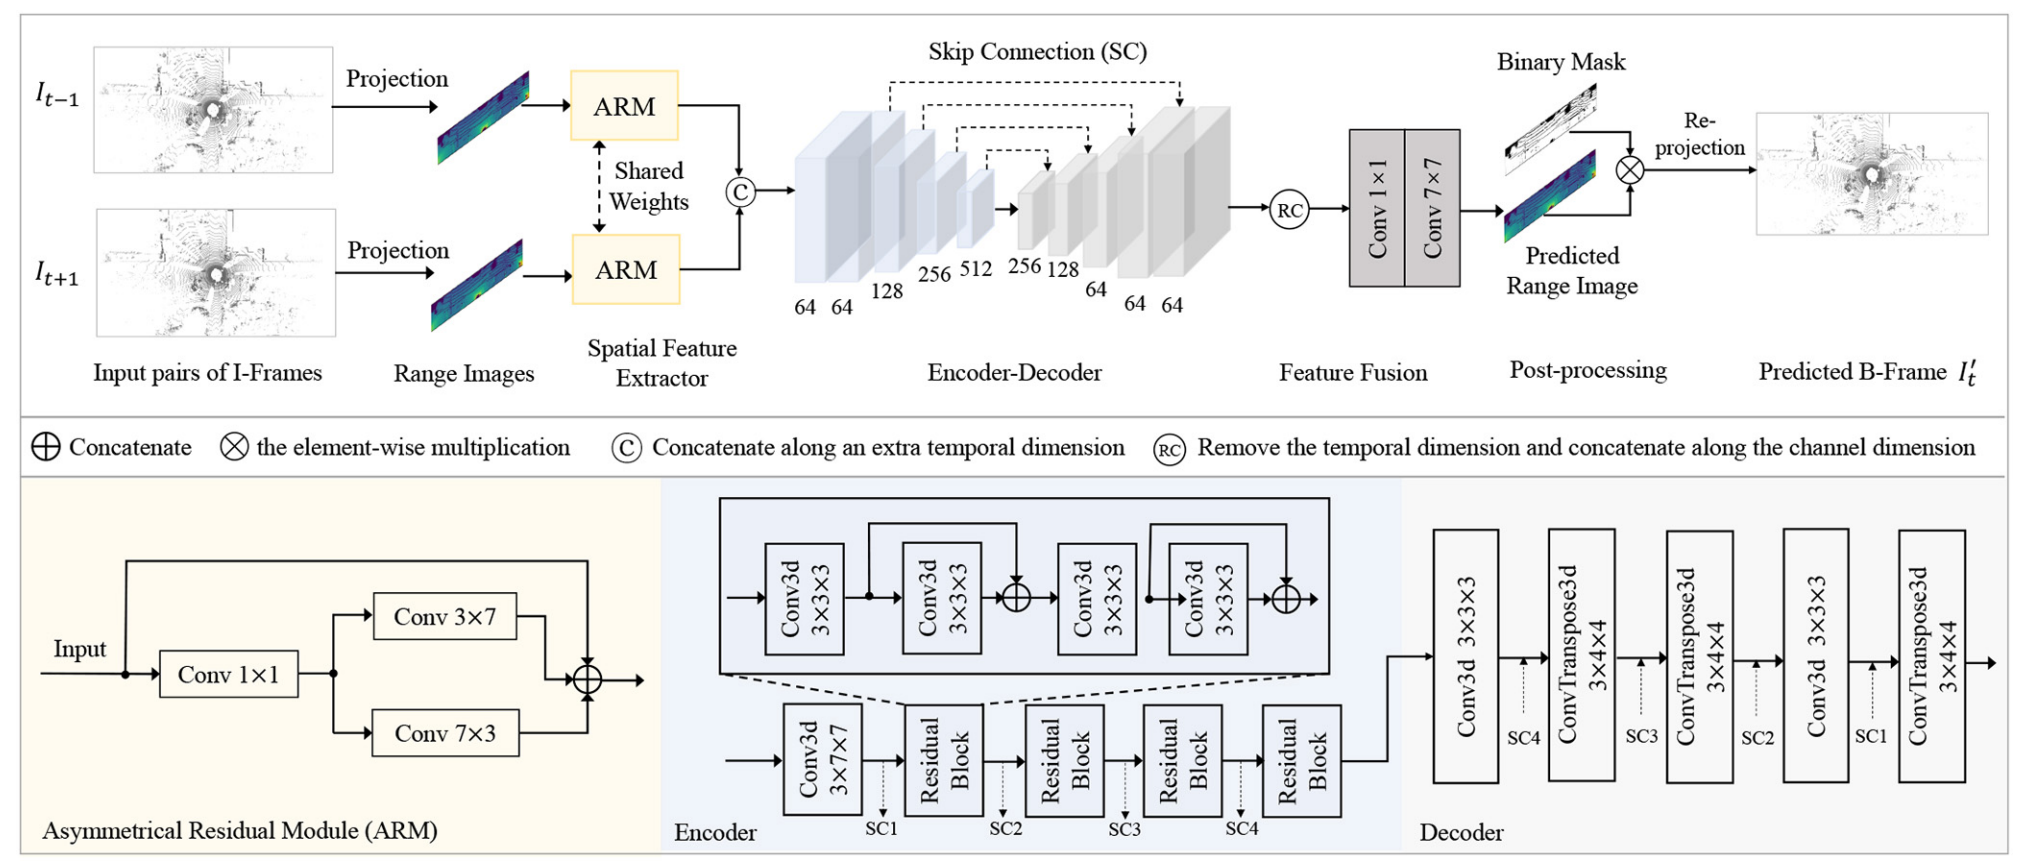 Skip Connection (SC)
Binary Mask
I_{t−1}
Projection
ARM
Re-
projection
Shared
Weights
C
RC
Conv 1×1
Conv 7×7
I_{t+1}
Projection
ARM
Predicted
Range Image
64 64 128 256 512 256 128 64 64 64
Spatial Feature
Extractor
Input pairs of I-Frames
Range Images
Encoder-Decoder
Feature Fusion
Post-processing
Predicted B-Frame I′_t
⊕ Concatenate
⊗ the element-wise multiplication
C Concatenate along an extra temporal dimension
RC Remove the temporal dimension and concatenate along the channel dimension
Input
Conv 1×1
Conv 3×7
Conv 7×3
Asymmetrical Residual Module (ARM)
Conv3d
3×3×3
Conv3d
3×3×3
Conv3d
3×3×3
Conv3d
3×3×3
Conv3d
3×7×7
Residual
Block
Residual
Block
Residual
Block
Residual
Block
SC1
SC2
SC3
SC4
Encoder
Conv3d 3×3×3
ConvTranspose3d
3×4×4
ConvTranspose3d
3×4×4
Conv3d 3×3×3
ConvTranspose3d
3×4×4
SC4
SC3
SC2
SC1
Decoder